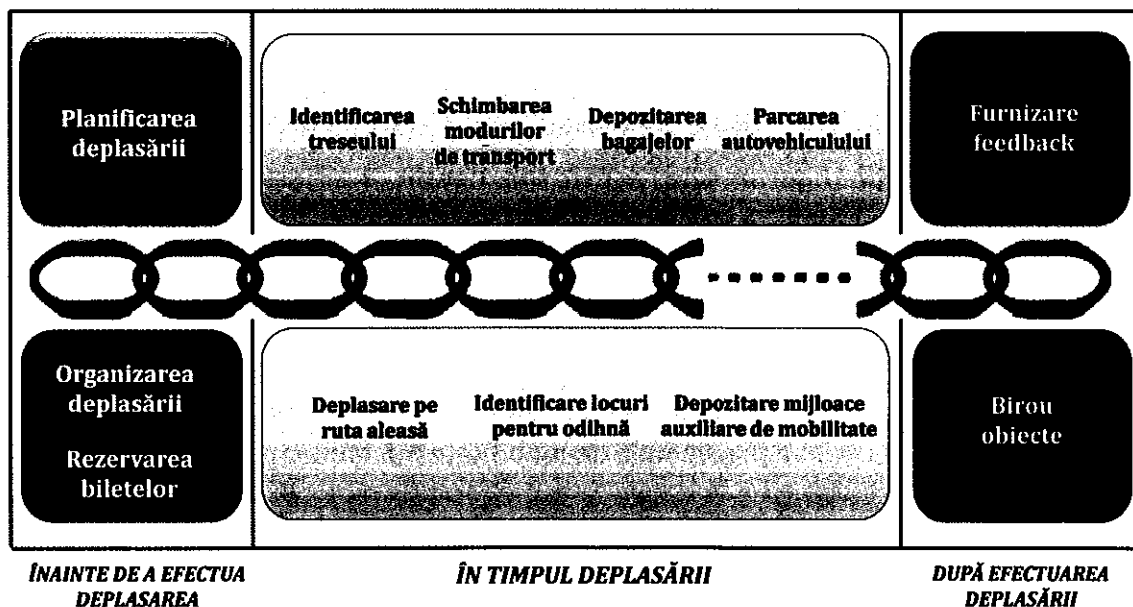 Planificarea
deplasării
Identificarea
treseului
Schimbarea
modurilor
de transport
Depozitarea
bagajelor
Parcarea
autovehiculului
Furnizare
feedback
Organizarea
deplasării
Rezervarea
biletelor
Deplasare pe
ruta aleasă
Identificare locuri
pentru odihnă
Depozitare mijloace
auxiliare de mobilitate
Birou
obiecte
ÎNAINTE DE A EFECTUA
DEPLASAREA
ÎN TIMPUL DEPLASĂRII
DUPĂ EFECTUAREA
DEPLASĂRII